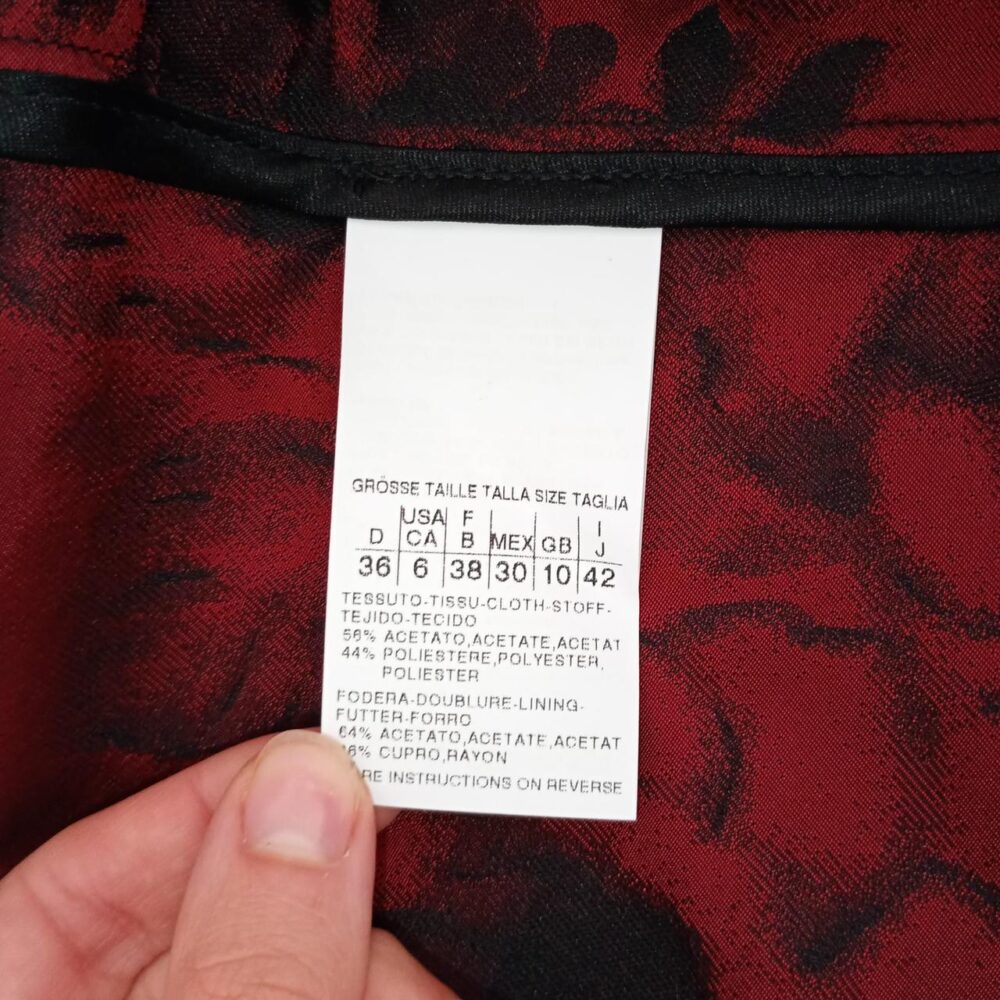 GRÖSSE TAILLE TALLA SIZE TAGLIA
USA F I
D CA B MEX GB J
36 6 38 30 10 42
TESSUTO-TISSU-CLOTH-STOFF-
TEJIDO-TECIDO
56% ACETATO,ACETATE,ACETAT
44% POLIESTERE,POLYESTER,
POLIESTER
FODERA-DOUBLURE-LINING-
FUTTER-FORRO
64% ACETATO,ACETATE,ACETAT
CUPRO,RAYON
INSTRUCTIONS ON REVERSE